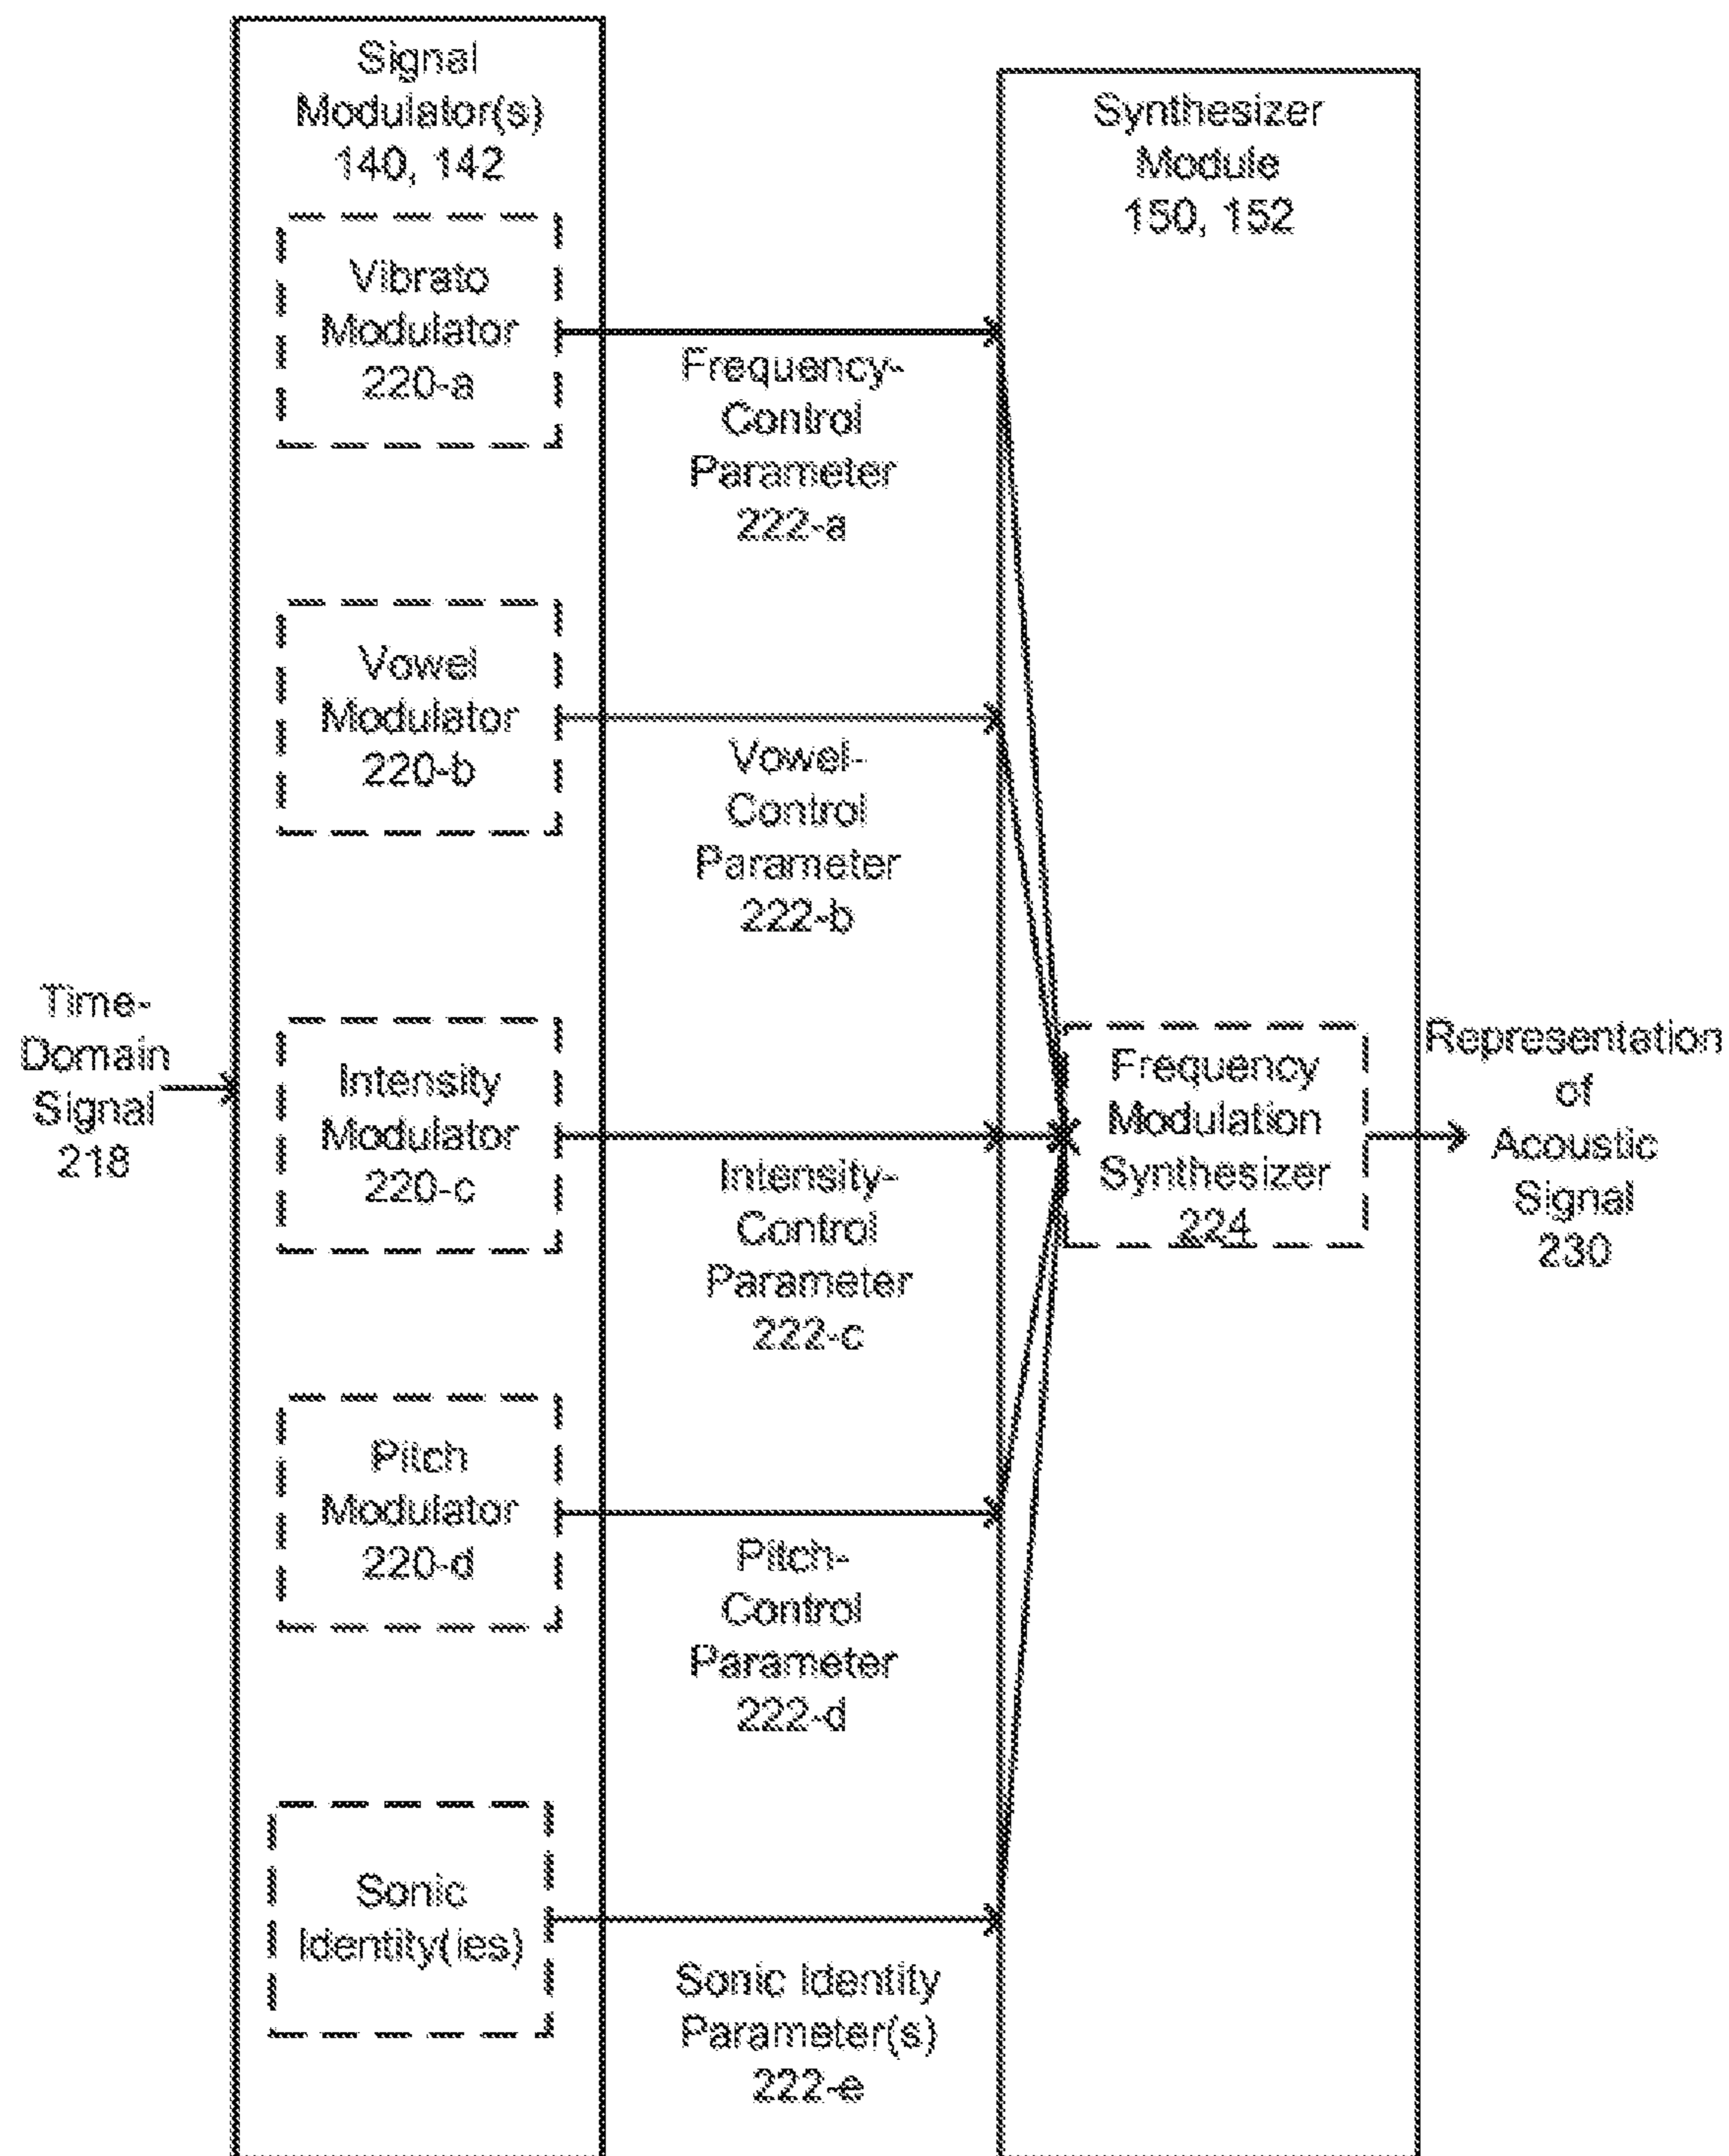 Signal
Modulator(s)
140, 142
Synthesizer
Module
150, 152
Vibrato
Modulator
220-a
Frequency-
Control
Parameter
222-a
Vowel
Modulator
220-b
Vowel-
Control
Parameter
222-b
Time-
Domain
Signal
218
Intensity
Modulator
220-c
Intensity-
Control
Parameter
222-c
Frequency
Modulation
Synthesizer
224
Representation
of
Acoustic
Signal
230
Pitch
Modulator
220-d
Pitch-
Control
Parameter
222-d
Sonic
Identity(ies)
Sonic Identity
Parameter(s)
222-e